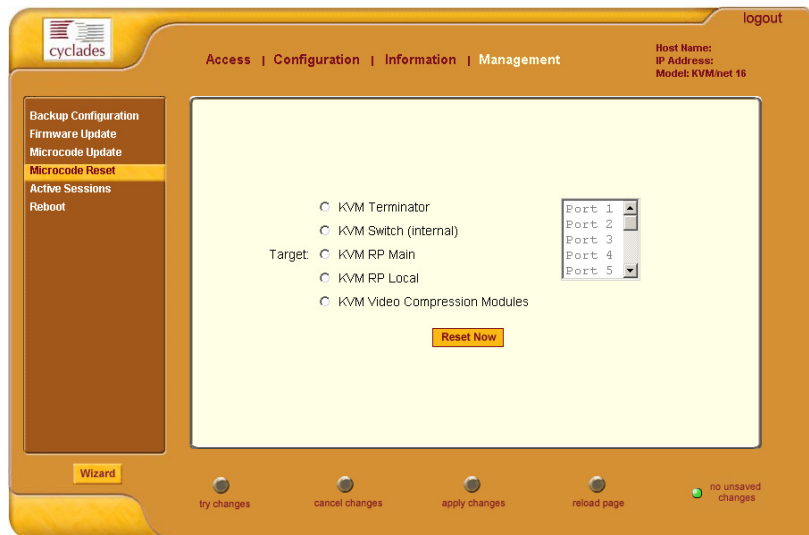 logout
cyclades
Access | Configuration | Information | Management
Host Name:
IP Address:
Model: KVM/net 16
Backup Configuration
Firmware Update
Microcode Update
Microcode Reset
Active Sessions
Reboot
Target:
KVM Terminator
KVM Switch (internal)
KVM RP Main
KVM RP Local
KVM Video Compression Modules
Port 1
Port 2
Port 3
Port 4
Port 5
Reset Now
Wizard
try changes
cancel changes
apply changes
reload page
no unsaved
changes